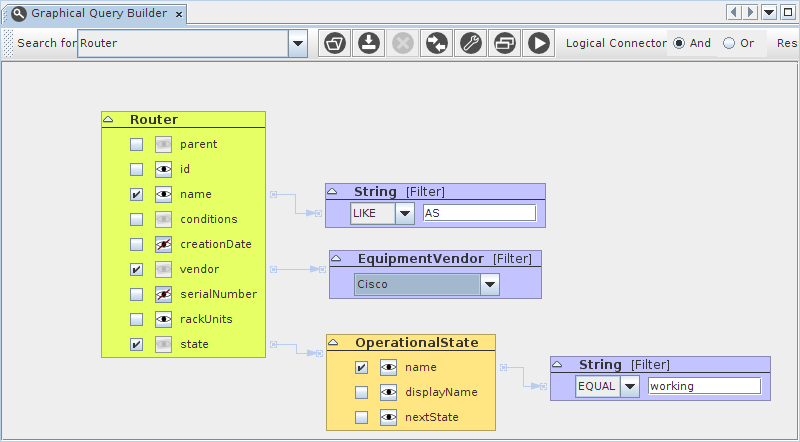 Graphical Query Builder
Search for Router Logical Connector And Or Res
Router
parent
id
name
conditions
creationDate
vendor
serialNumber
rackUnits
state
String [Filter]
LIKE AS
EquipmentVendor [Filter]
Cisco
OperationalState
name
displayName
nextState
String [Filter]
EQUAL working